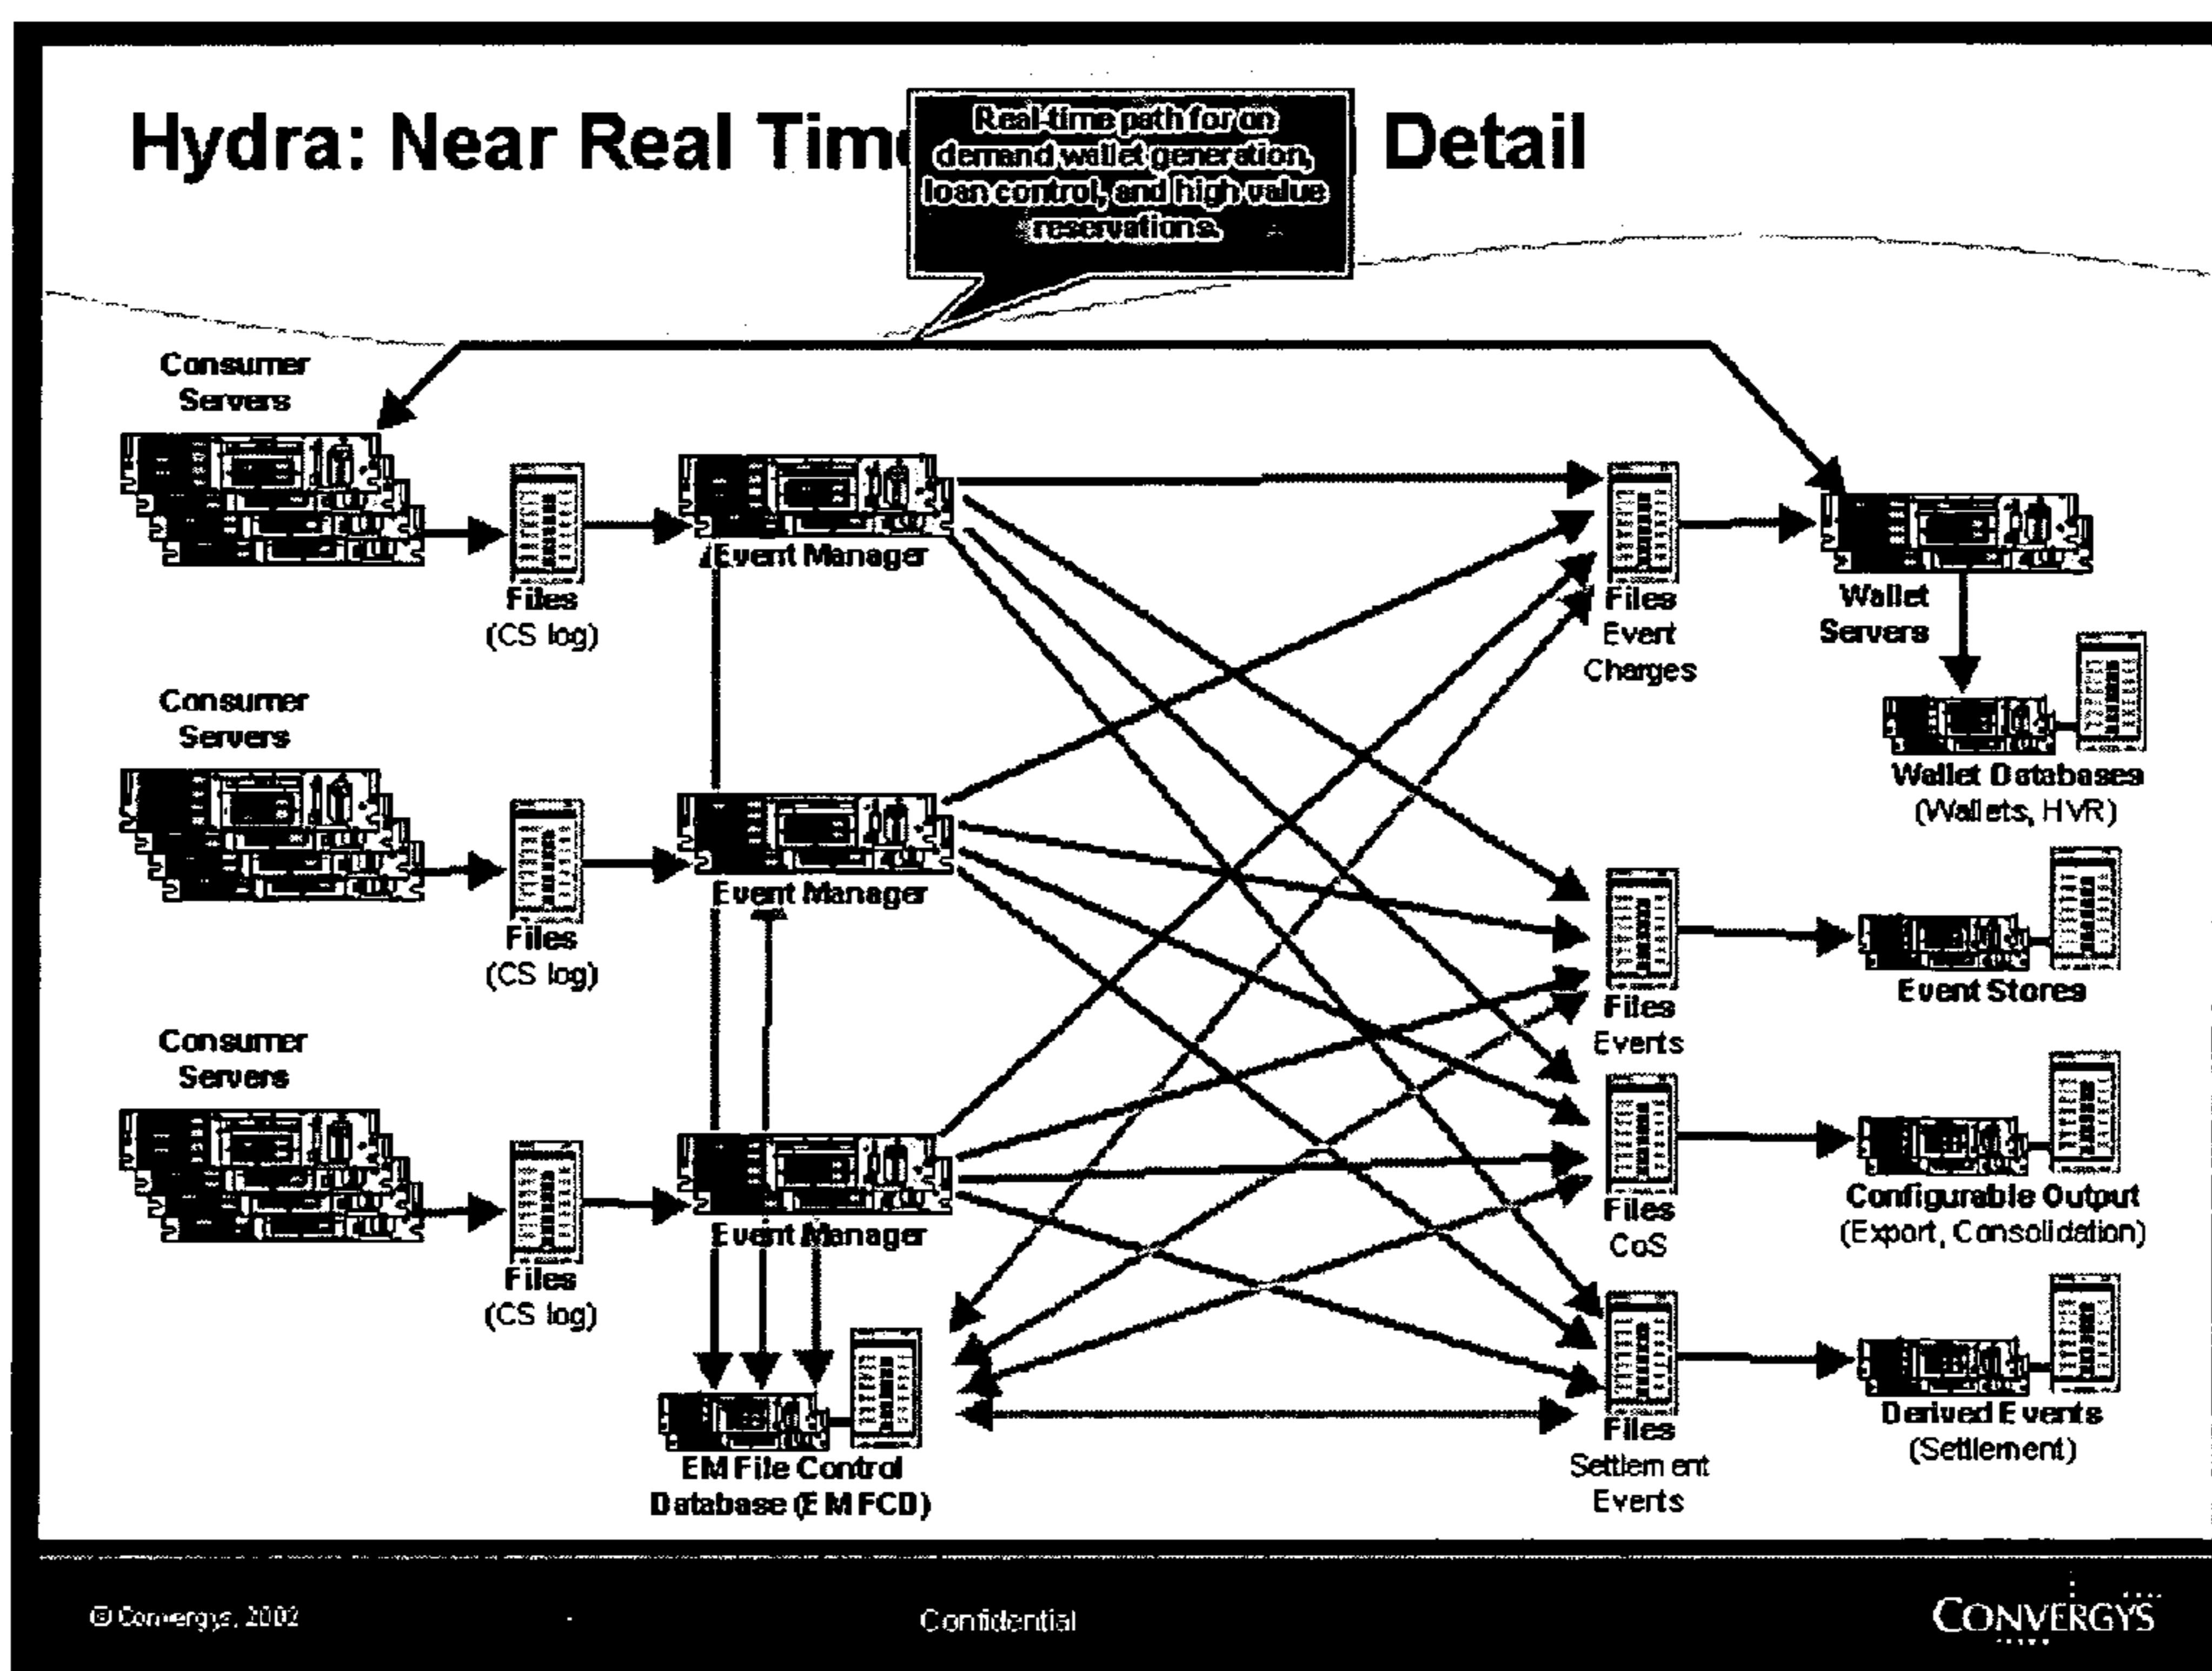 Hydra: Near Real Tim Detail
Real-time path for on
demand wallet generation,
loan control, and high value
reservations.
Consumer
Servers
Files
(CS log)
Event Manager
Files
Event
Charges
Wallet
Servers
Wallet Databases
(Wallets, HVR)
Consumer
Servers
Files
(CS log)
Event Manager
Files
Events
Event Stores
Consumer
Servers
Files
(CS log)
Event Manager
Files
CoS
Configurable Output
(Export, Consolidation)
EM File Control
Database (EMFCD)
Files
Settlement
Events
Derived Events
(Settlement)
© Convergys, 2002
Confidential
CONVERGYS